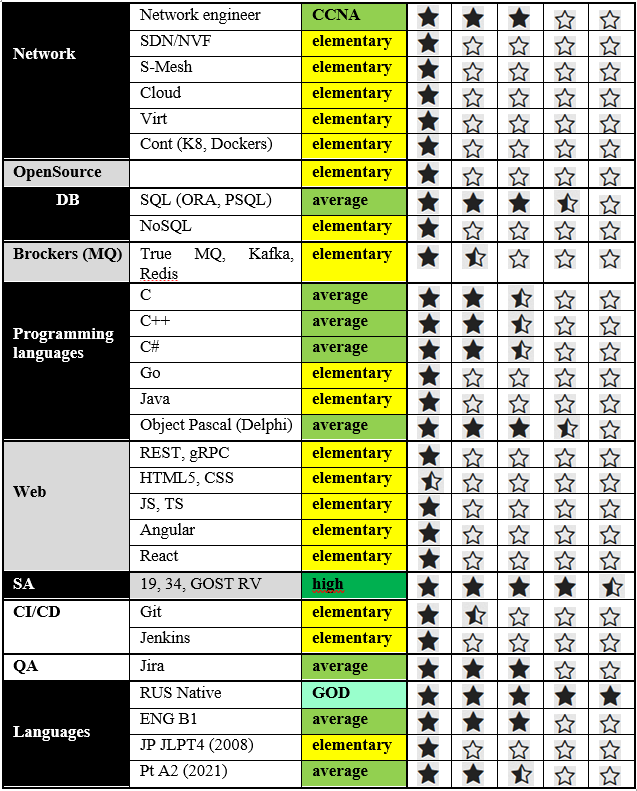 Network
Network engineer CCNA
SDN/NVF elementary
S-Mesh elementary
Cloud elementary
Virt elementary
Cont (K8, Dockers) elementary
OpenSource elementary
DB
SQL (ORA, PSQL) average
NoSQL elementary
Brockers (MQ)
True MQ, Kafka, elementary
Redis
Programming
languages
C average
C++ average
C# average
Go elementary
Java elementary
Object Pascal (Delphi) average
Web
REST, gRPC elementary
HTML5, CSS elementary
JS, TS elementary
Angular elementary
React elementary
SA 19, 34, GOST RV high
CI/CD Git elementary
Jenkins elementary
QA Jira average
Languages
RUS Native GOD
ENG B1 average
JP JLPT4 (2008) elementary
Pt A2 (2021) average